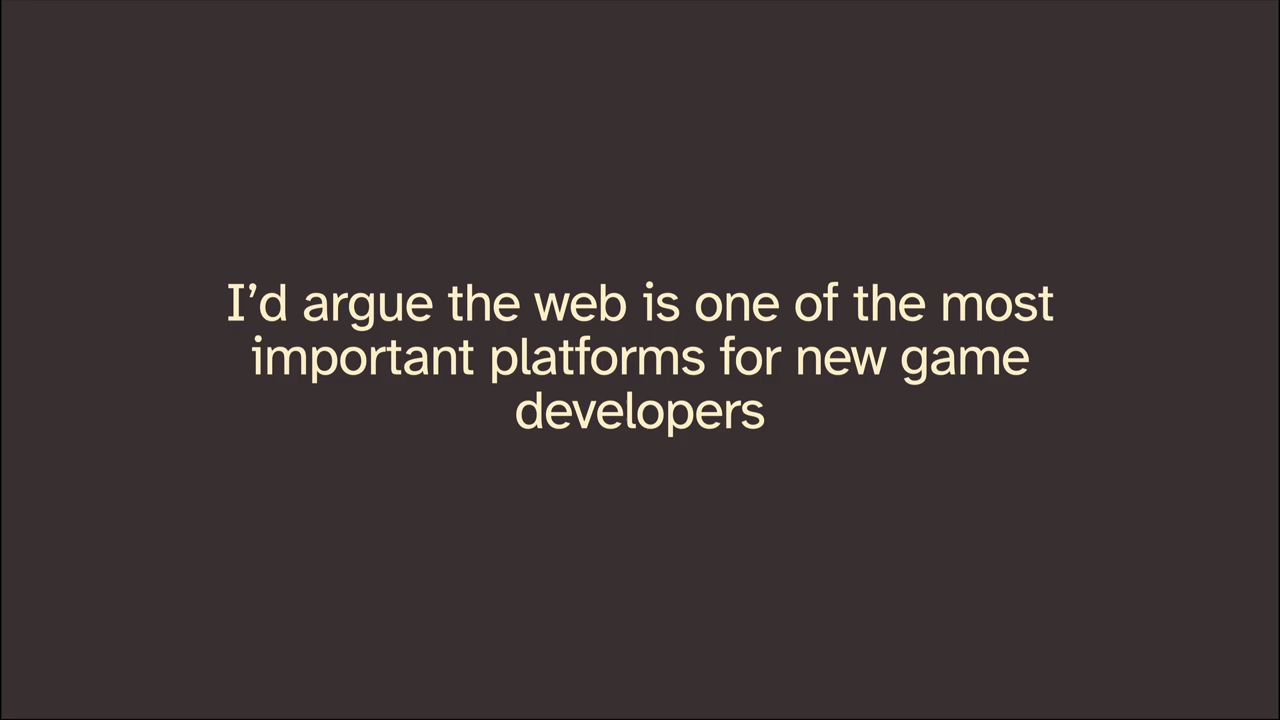 I’d argue the web is one of the most
important platforms for new game
developers